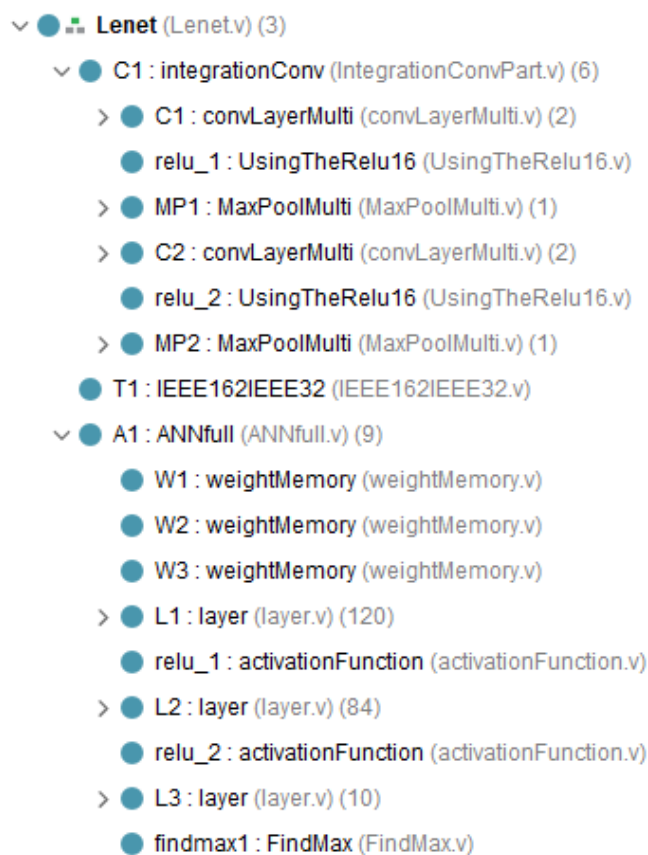 Lenet (Lenet.v) (3)
C1 : integrationConv (IntegrationConvPart.v) (6)
C1 : convLayerMulti (convLayerMulti.v) (2)
relu_1 : UsingTheRelu16 (UsingTheRelu16.v)
MP1 : MaxPoolMulti (MaxPoolMulti.v) (1)
C2 : convLayerMulti (convLayerMulti.v) (2)
relu_2 : UsingTheRelu16 (UsingTheRelu16.v)
MP2 : MaxPoolMulti (MaxPoolMulti.v) (1)
T1 : IEEE162IEEE32 (IEEE162IEEE32.v)
A1 : ANNfull (ANNfull.v) (9)
W1 : weightMemory (weightMemory.v)
W2 : weightMemory (weightMemory.v)
W3 : weightMemory (weightMemory.v)
L1 : layer (layer.v) (120)
relu_1 : activationFunction (activationFunction.v)
L2 : layer (layer.v) (84)
relu_2 : activationFunction (activationFunction.v)
L3 : layer (layer.v) (10)
findmax1 : FindMax (FindMax.v)